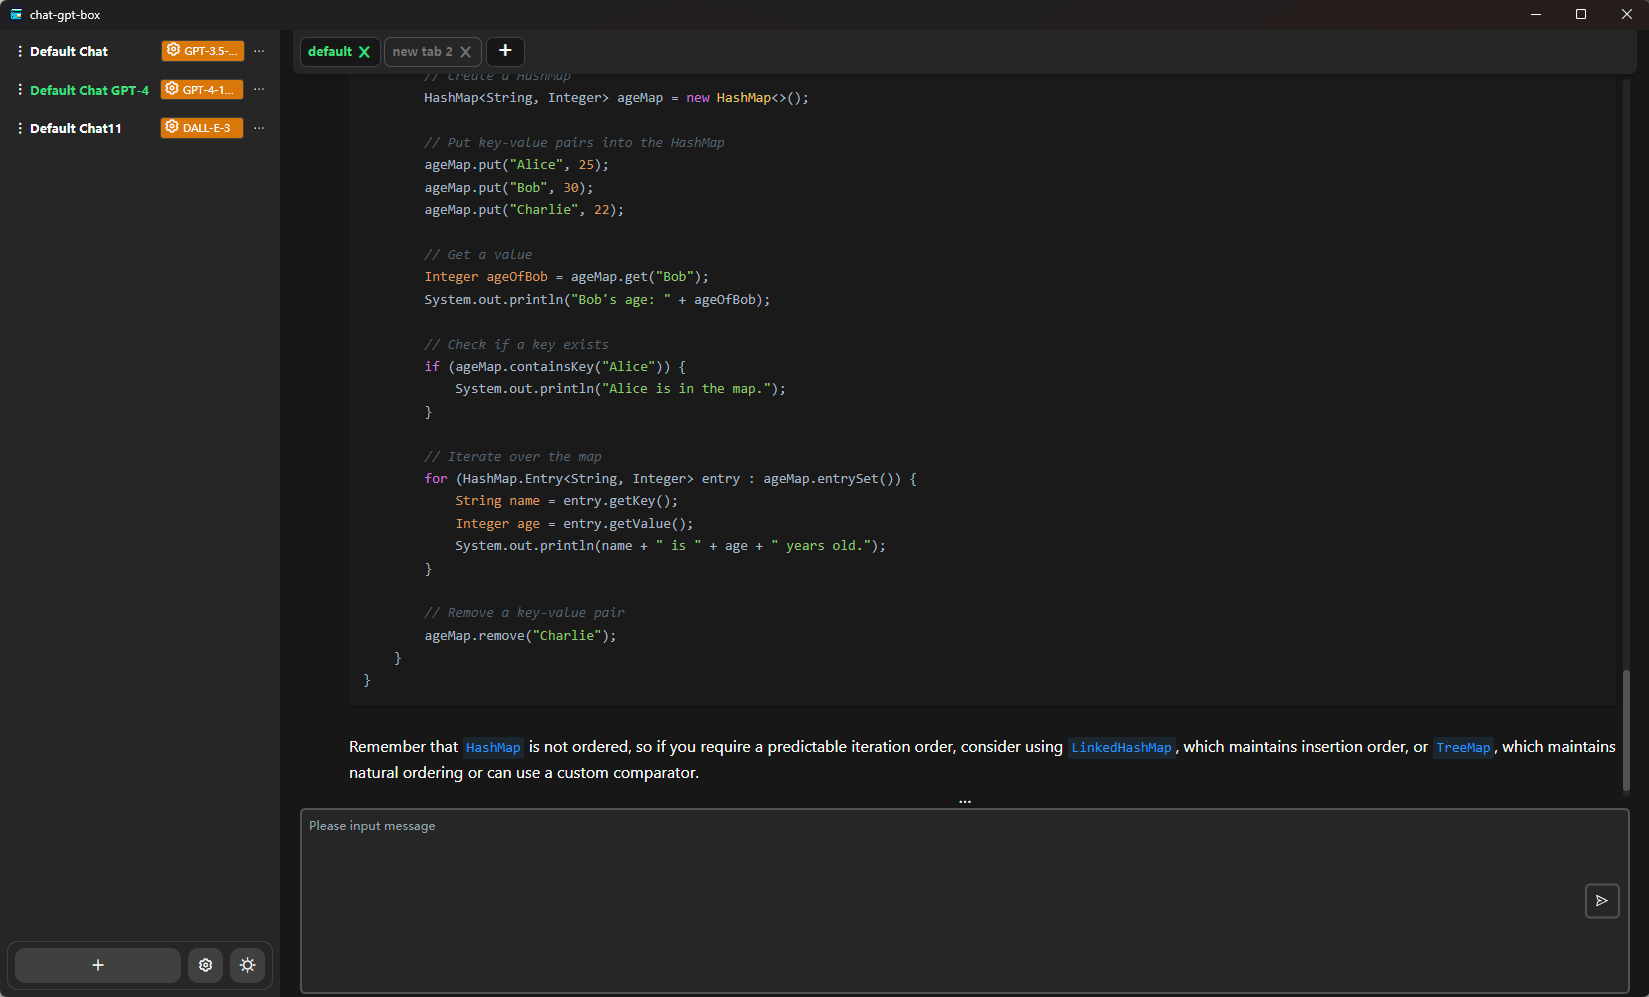 chat-gpt-box
Default Chat GPT-3.5-...
Default Chat GPT-4 GPT-4-1...
Default Chat11 DALL-E-3
default new tab 2
// Create a HashMap
HashMap<String, Integer> ageMap = new HashMap<>();
// Put key-value pairs into the HashMap
ageMap.put("Alice", 25);
ageMap.put("Bob", 30);
ageMap.put("Charlie", 22);
// Get a value
Integer ageOfBob = ageMap.get("Bob");
System.out.println("Bob's age: " + ageOfBob);
// Check if a key exists
if (ageMap.containsKey("Alice")) {
System.out.println("Alice is in the map.");
}
// Iterate over the map
for (HashMap.Entry<String, Integer> entry : ageMap.entrySet()) {
String name = entry.getKey();
Integer age = entry.getValue();
System.out.println(name + " is " + age + " years old.");
}
// Remove a key-value pair
ageMap.remove("Charlie");
}
}
Remember that HashMap is not ordered, so if you require a predictable iteration order, consider using LinkedHashMap, which maintains insertion order, or TreeMap, which maintains
natural ordering or can use a custom comparator.
Please input message